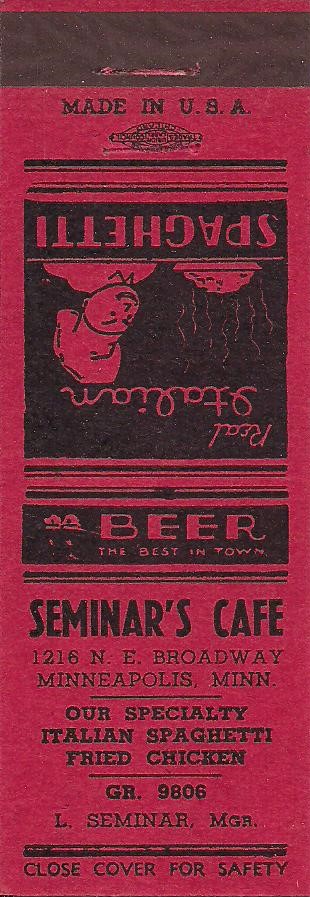 MADE IN U.S.A.
Real
Italian
SPAGHETTI
BEER
THE BEST IN TOWN
SEMINAR'S CAFE
1216 N. E. BROADWAY
MINNEAPOLIS, MINN.
OUR SPECIALTY
ITALIAN SPAGHETTI
FRIED CHICKEN
GR. 9806
L. SEMINAR, MGR.
CLOSE COVER FOR SAFETY